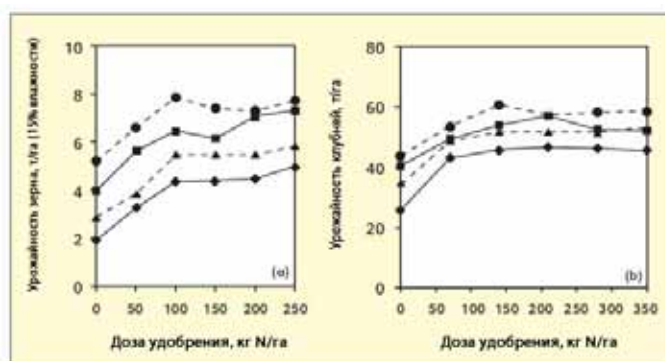 Урожайность зерна, т/га (15% влажности)
10
8
6
4
2
0
0 50 100 150 200 250
Доза удобрения, кг N/га
(a)
Урежайность клубней, т/га
80
60
40
20
0
0 50 100 150 200 250 300 350
Доза удобрения, кг N/га
(b)